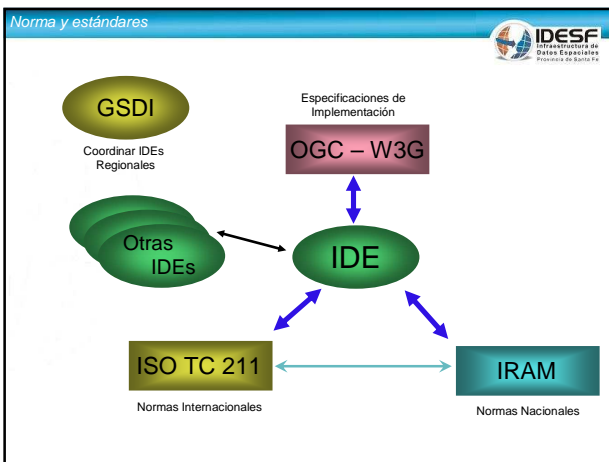 Norma y estándares
IDESF
Infraestructura de
Datos Espaciales
Provincia de Santa Fe
GSDI
Coordinar IDEs
Regionales
Especificaciones de
Implementación
OGC – W3G
Otras
IDEs
IDE
ISO TC 211
Normas Internacionales
IRAM
Normas Nacionales